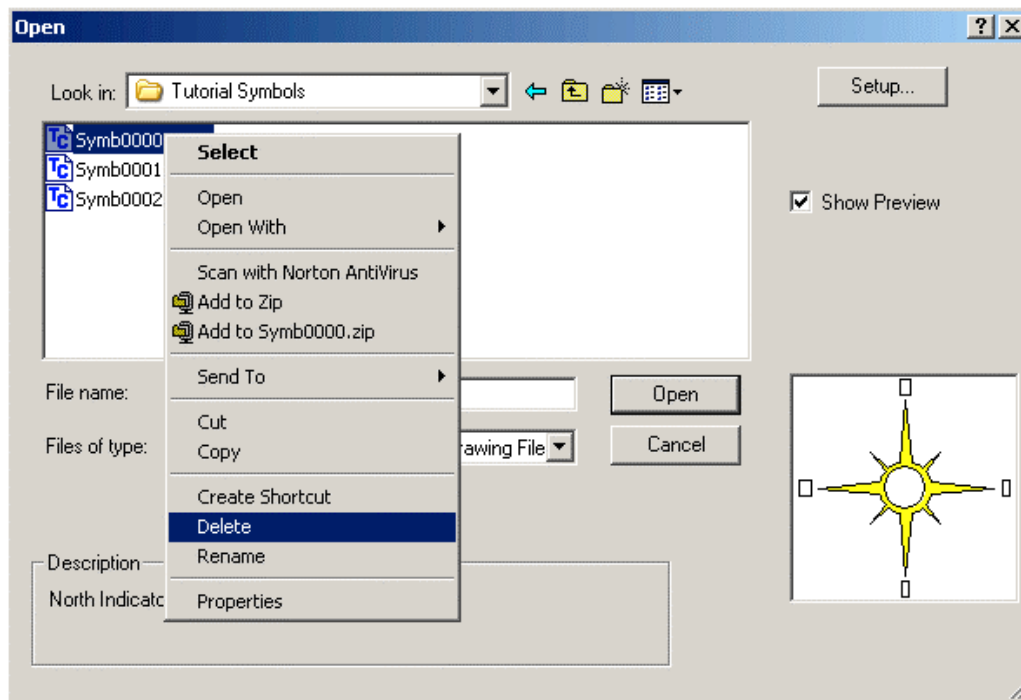 Open
Look in: Tutorial Symbols
Setup...
Symb0000
Symb0001
Symb0002
Show Preview
Select
Open
Open With
Scan with Norton AntiVirus
Add to Zip
Add to Symb0000.zip
Send To
Cut
Copy
Create Shortcut
Delete
Rename
Properties
File name:
Open
Files of type: rawing File
Cancel
Description
North Indicato